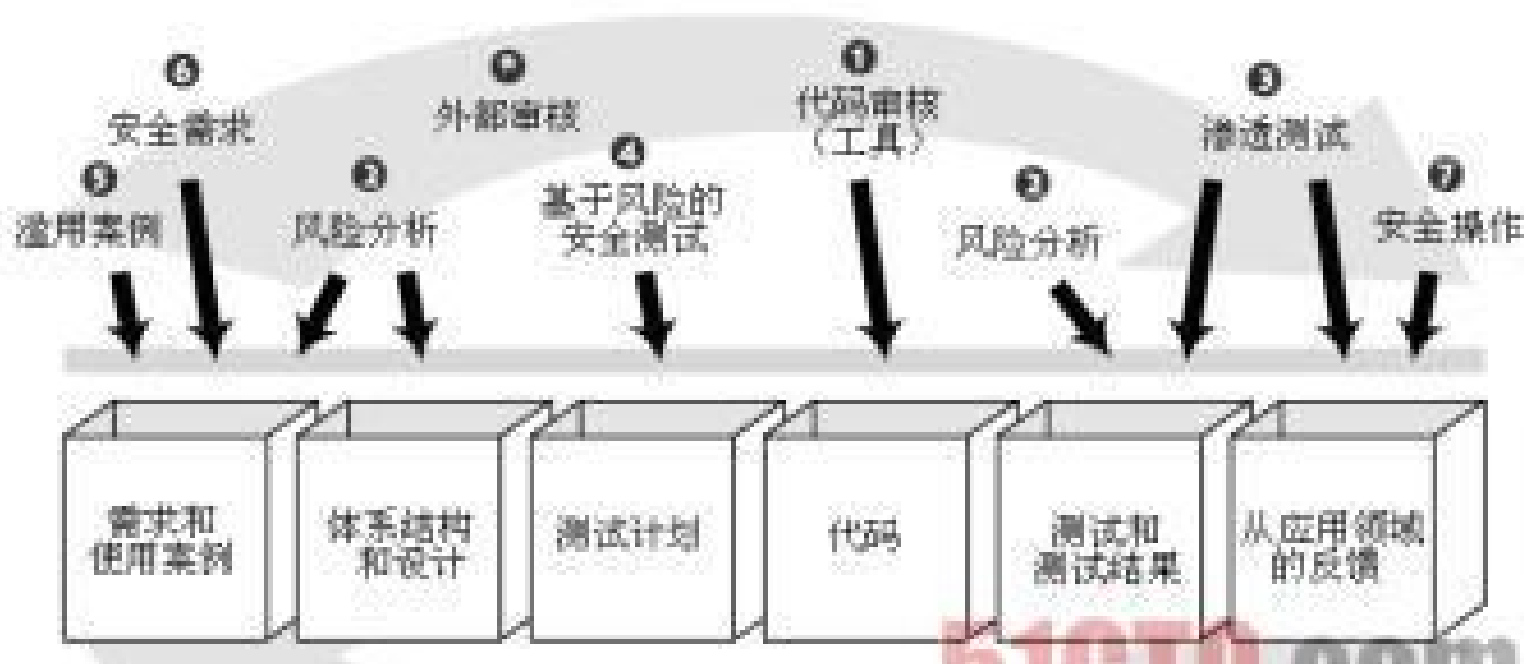 安全需求
外部审核
代码审核
（工具）
渗透测试
滥用案例
风险分析
基于风险的
安全测试
风险分析
安全操作
需求和
使用案例
体系结构
和设计
测试计划
代码
测试和
测试结果
从应用领域
的反馈